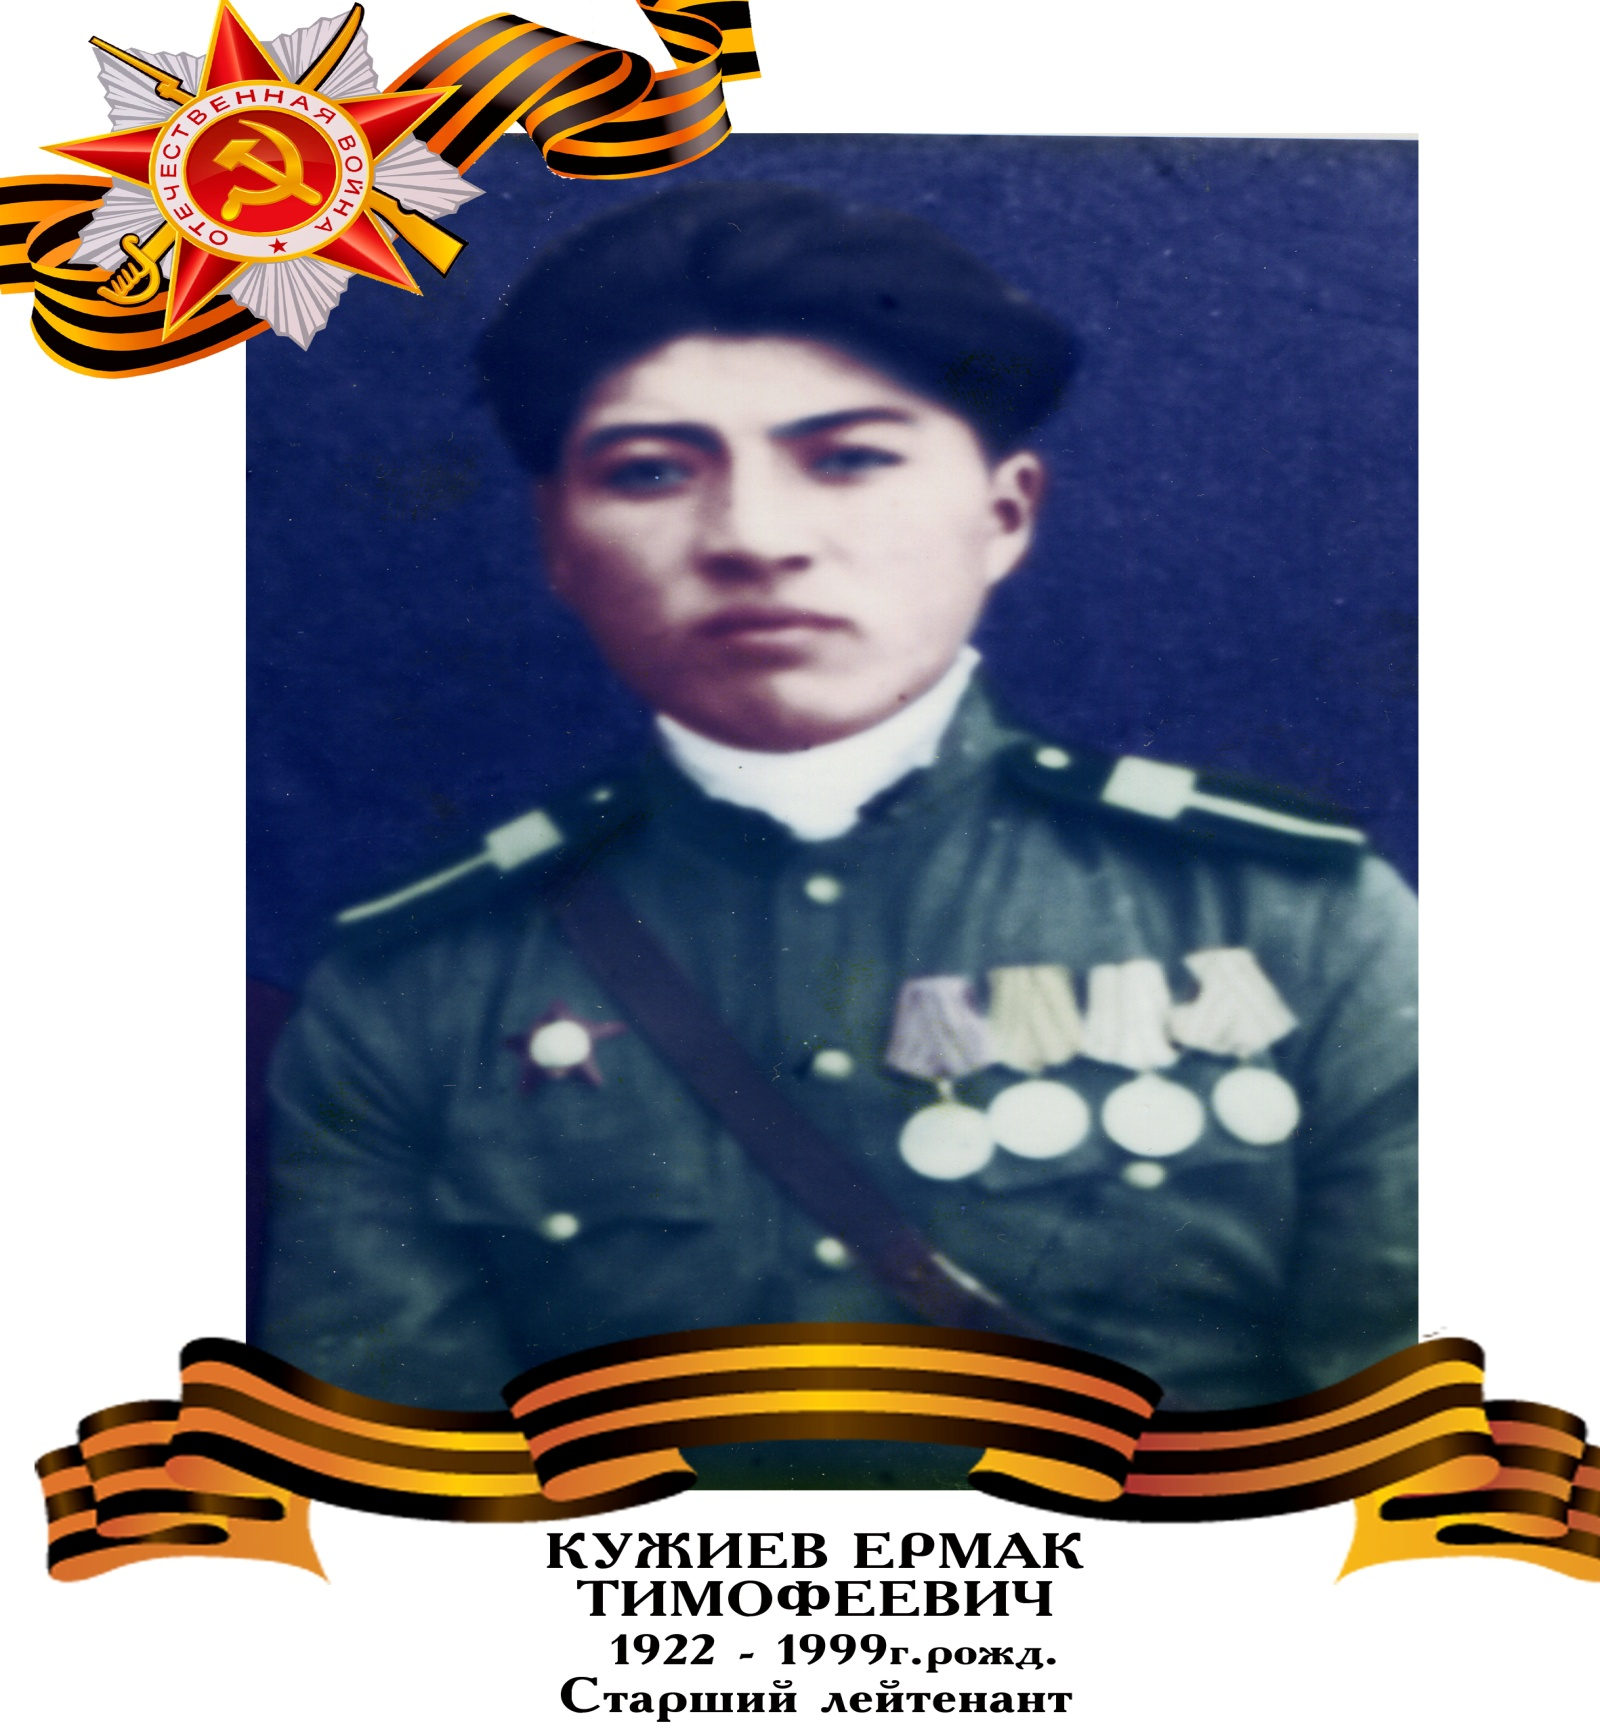 ОТЕЧЕСТВЕННАЯ ВОЙНА
КУЖИЕВ ЕРМАК
ТИМОФЕЕВИЧ
1922 - 1999г.рожд.
Старший лейтенант